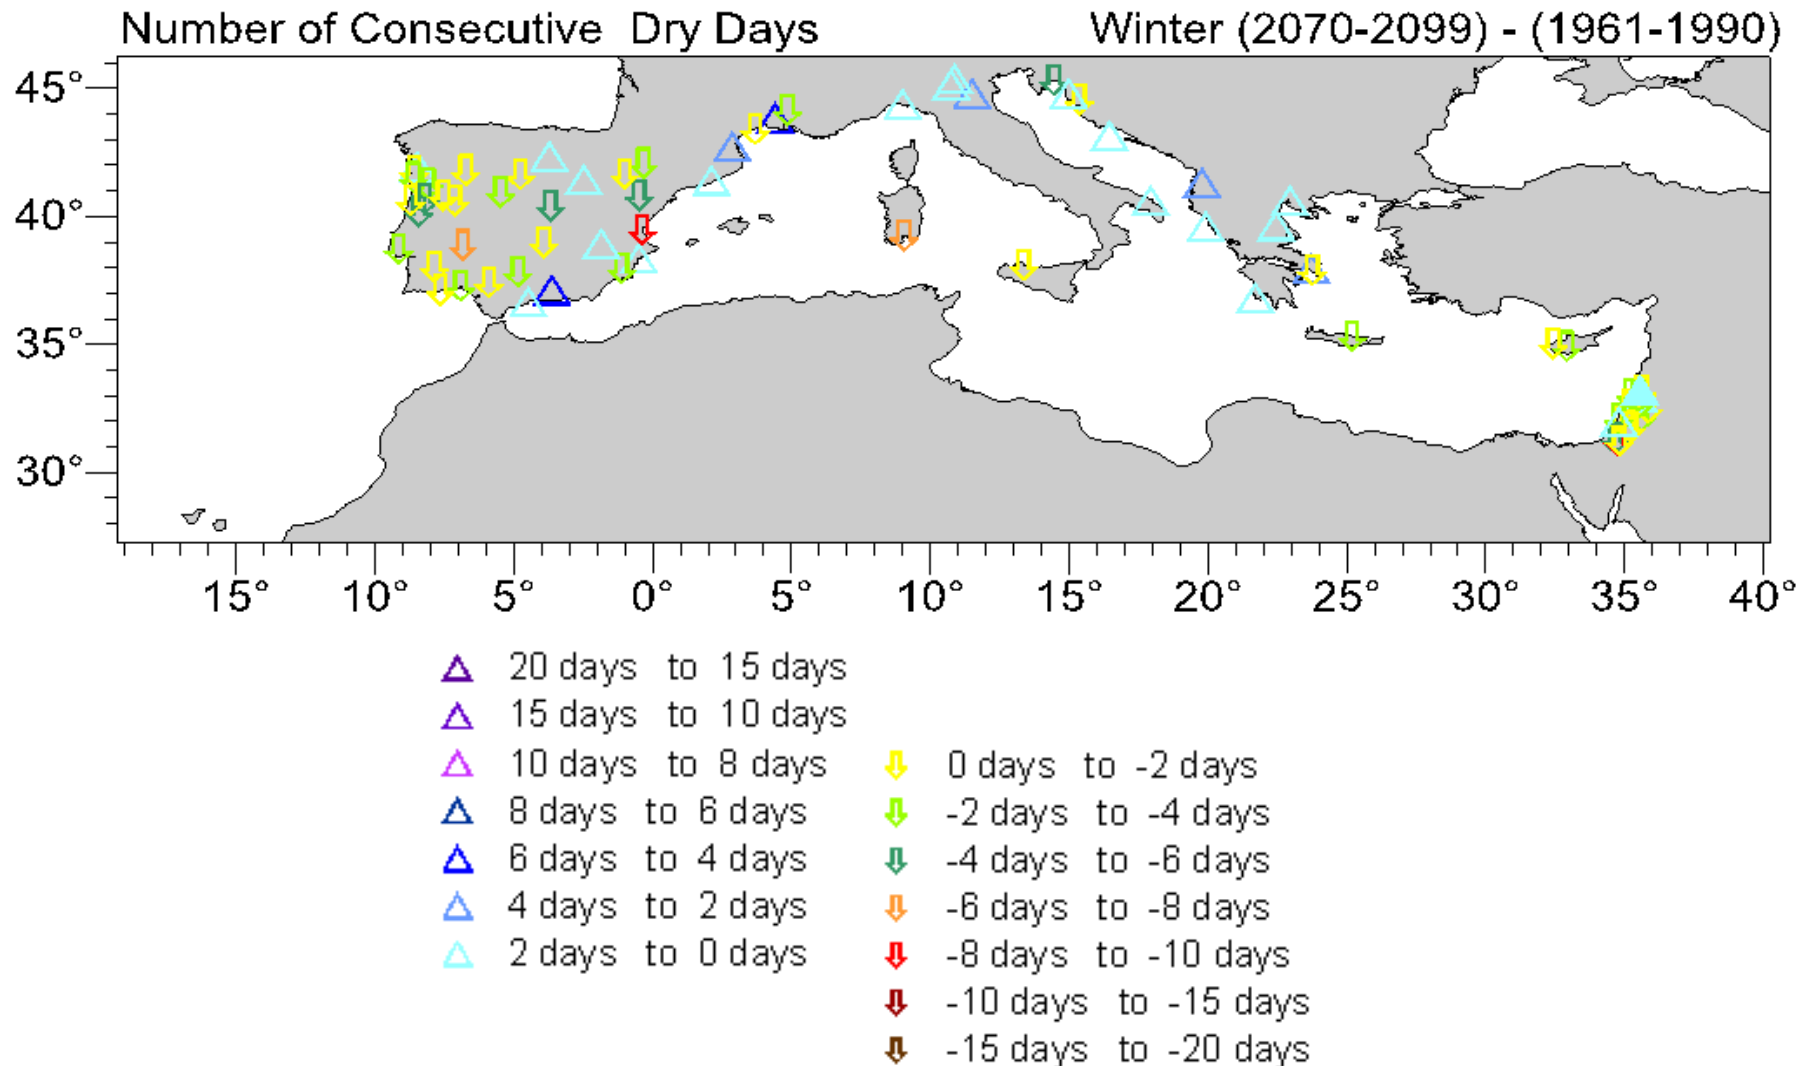 Number of Consecutive Dry Days Winter (2070-2099) - (1961-1990)
45°
40°
35°
30°
15° 10° 5° 0° 5° 10° 15° 20° 25° 30° 35° 40°
20 days to 15 days
15 days to 10 days
10 days to 8 days
8 days to 6 days
6 days to 4 days
4 days to 2 Days
2 days to 0 days
0 days to -2 days
-2 days to -4 days
-4 days to -6 days
-6 days to -8 days
-8 days to -10 days
-10 days to -15 days
-15 days to -20 days